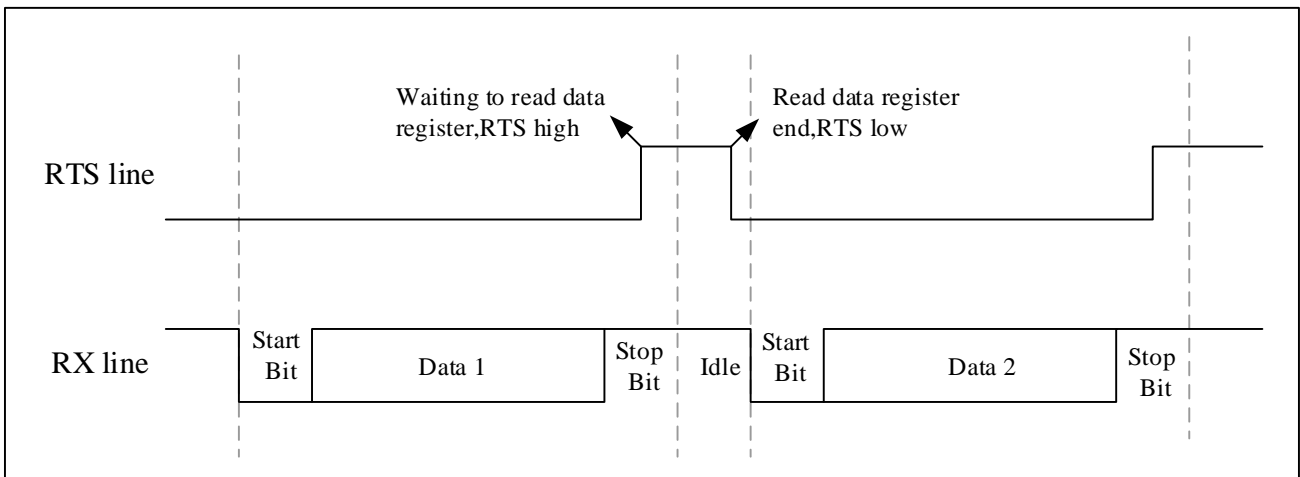 Waiting to read data
register,RTS high
Read data register
end,RTS low
RTS line
RX line
Start
Bit
Data 1
Stop
Bit
Idle
Start
Bit
Data 2
Stop
Bit